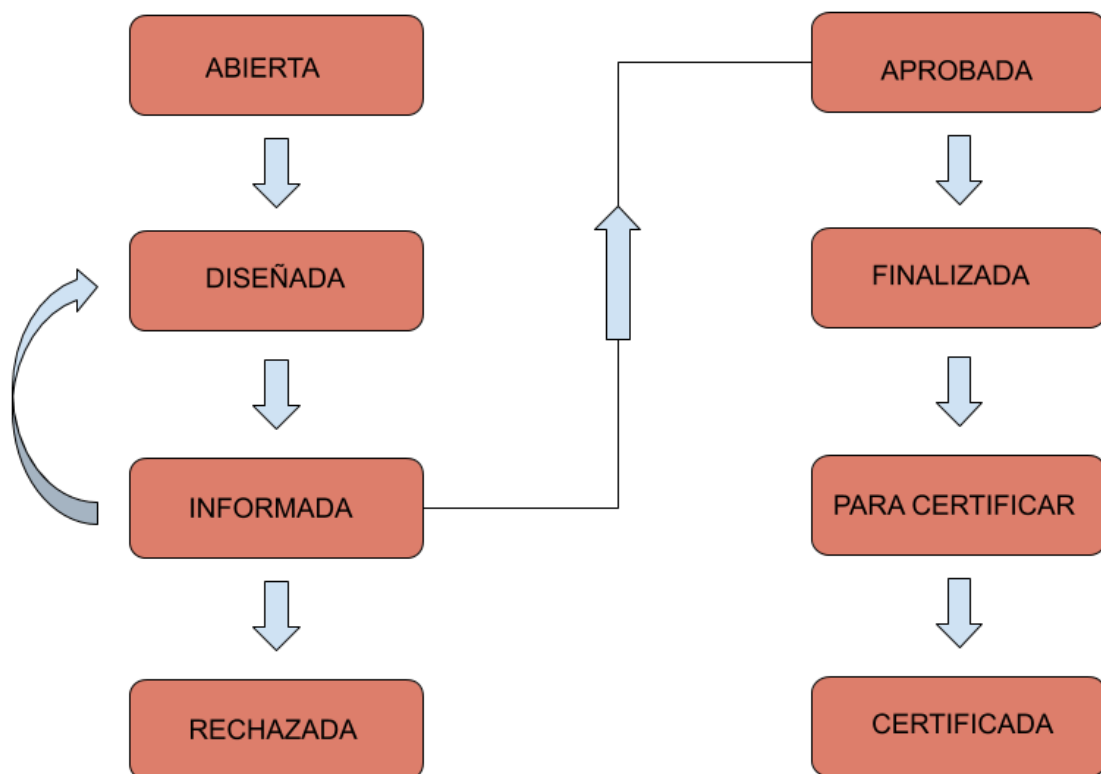 ABIERTA
DISEÑADA
INFORMADA
RECHAZADA
APROBADA
FINALIZADA
PARA CERTIFICAR
CERTIFICADA